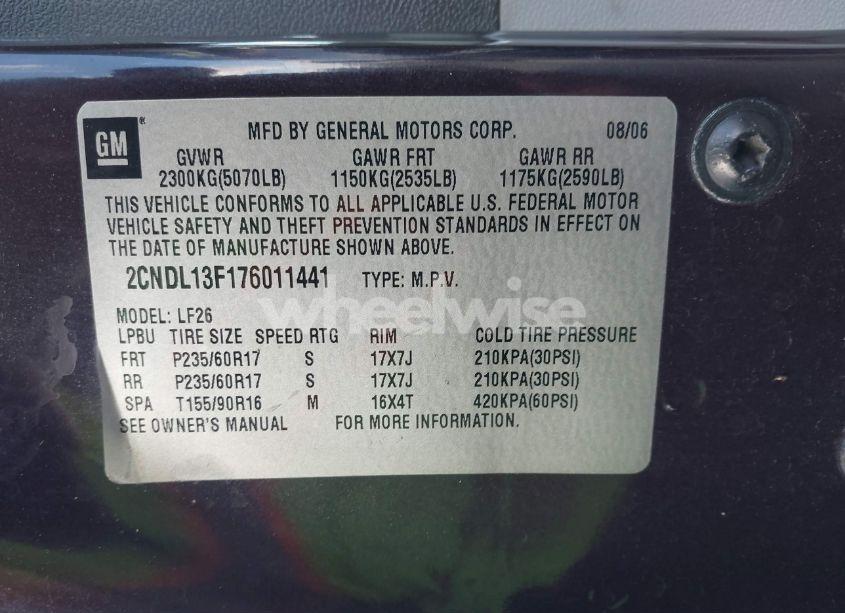 GM ® MFD BY GENERAL MOTORS CORP. 08/06
GVWR GAWR FRT GAWR RR
2300KG(5070LB) 1150KG(2535LB) 1175KG(2590LB)
THIS VEHICLE CONFORMS TO ALL APPLICABLE U.S. FEDERAL MOTOR
VEHICLE SAFETY AND THEFT PREVENTION STANDARDS IN EFFECT ON
THE DATE OF MANUFACTURE SHOWN ABOVE.
2CNDL13F176011441 TYPE: M.P.V.
wheelwise
MODEL: LF26
LPBU TIRE SIZE SPEED RTG RIM COLD TIRE PRESSURE
FRT P235/60R17 S 17X7J 210KPA(30PSI)
RR P235/60R17 S 17X7J 210KPA(30PSI)
SPA T155/90R16 M 16X4T 420KPA(60PSI)
SEE OWNER'S MANUAL FOR MORE INFORMATION.